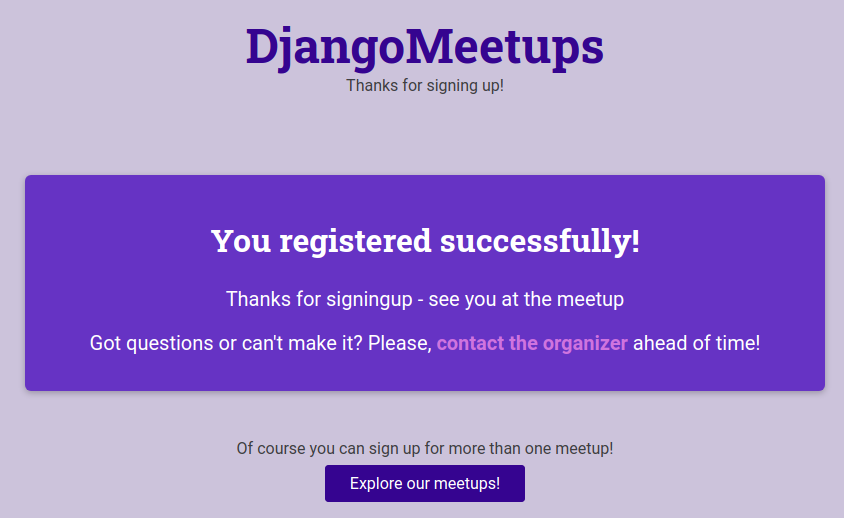 DjangoMeetups
Thanks for signing up!
You registered successfully!
Thanks for signingup - see you at the meetup
Got questions or can't make it? Please, contact the organizer ahead of time!
Of course you can sign up for more than one meetup!
Explore our meetups!